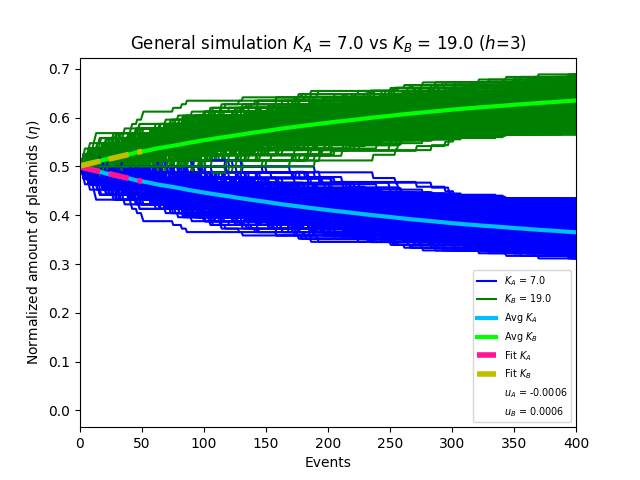 General simulation K_A = 7.0 vs K_B = 19.0 (h=3)
Normalized amount of plasmids (η)
0.7
0.6
0.5
0.4
0.3
0.2
0.1
0.0
K_A = 7.0
K_B = 19.0
Avg K_A
Avg K_B
Fit K_A
Fit K_B
u_A = -0.0006
u_B = 0.0006
0 50 100 150 200 250 300 350 400
Events